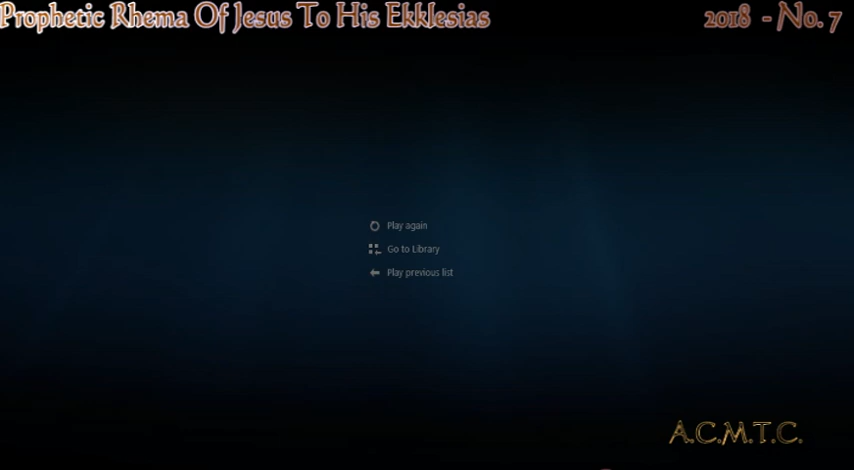 Prophetic Rhema Of Jesus To His Ekklesias 2018 - No. 7
Play again
Go to Library
Play previous list
A.C.M.T.C.